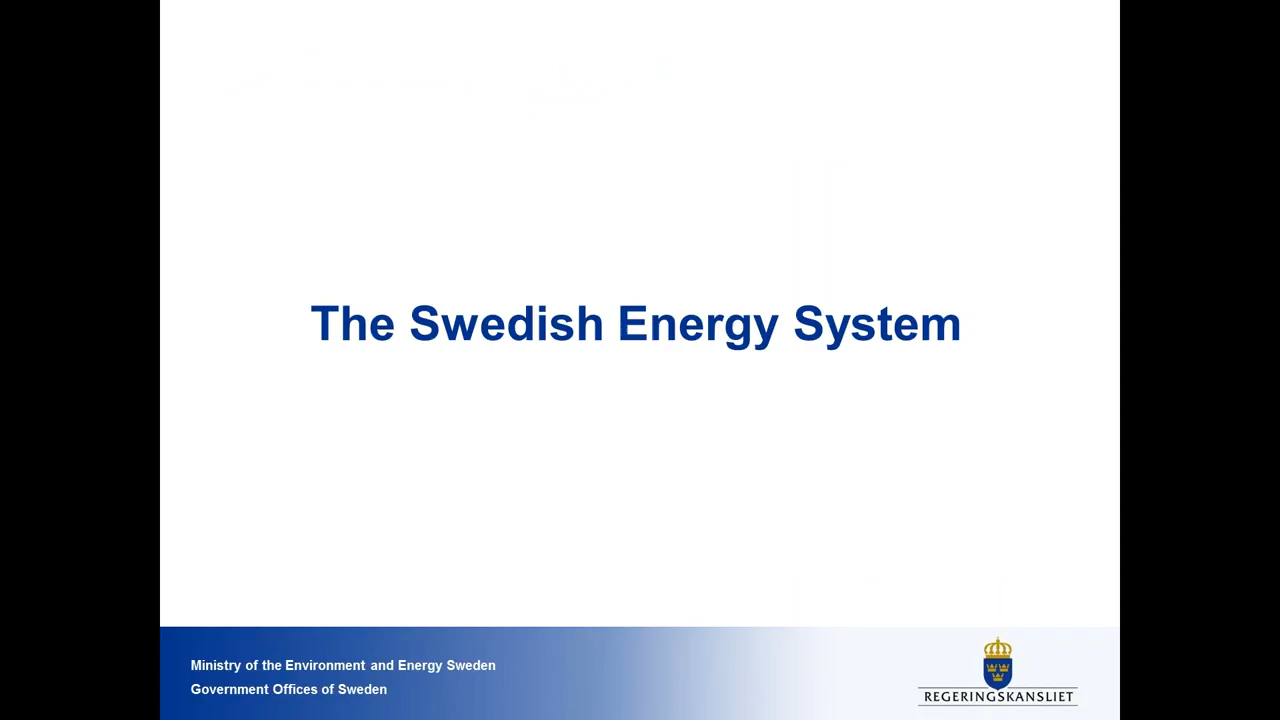 The Swedish Energy System
Ministry of the Environment and Energy Sweden
Government Offices of Sweden
REGERINGSKANSLIET